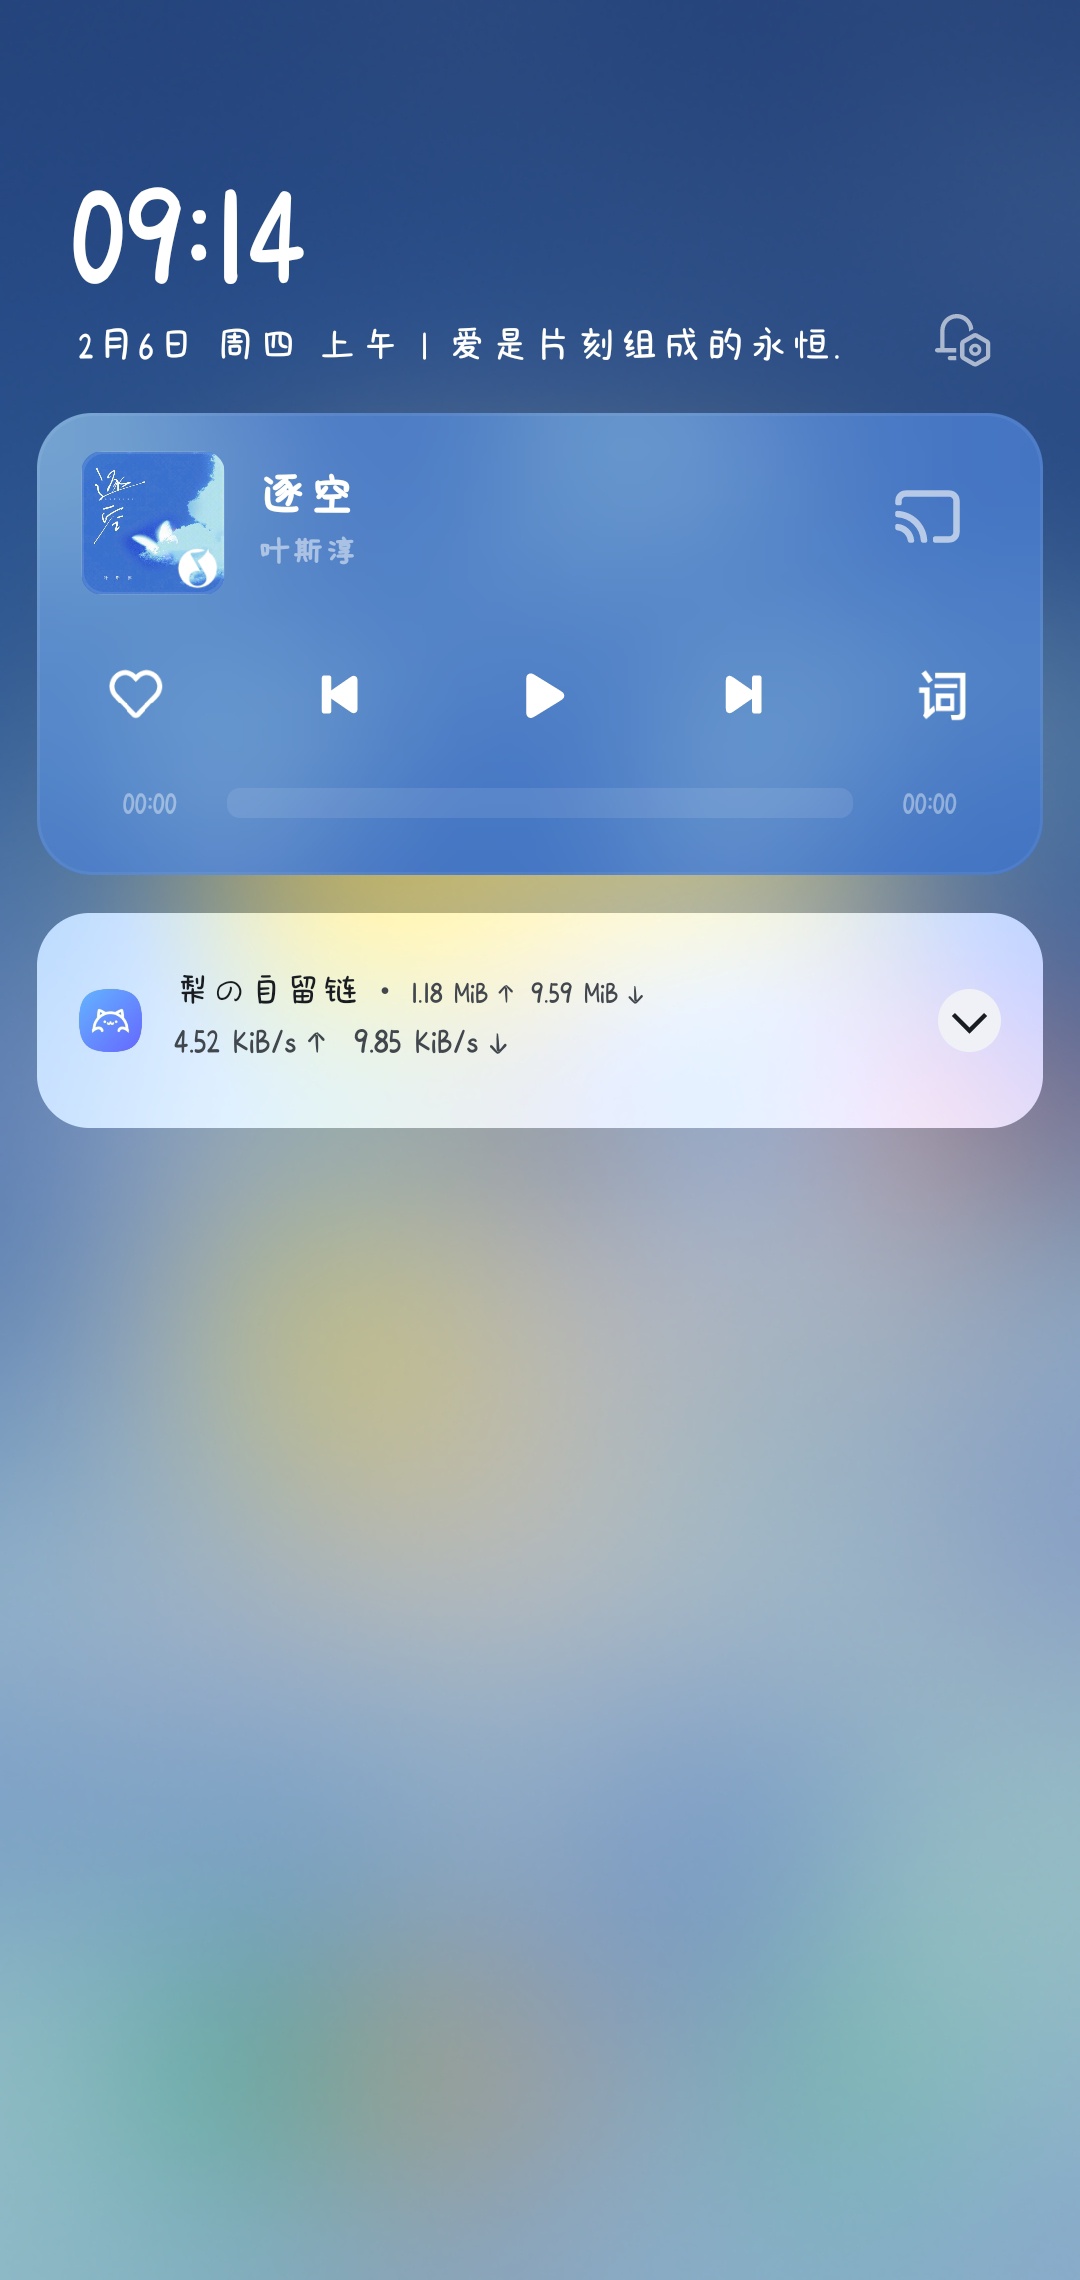 09:14
2月6日 周四 上午 | 爱是片刻组成的永恒.
逐空
逐空
叶斯淳
词
00:00 00:00
梨の自留链 · 1.18 MiB ↑ 9.59 MiB ↓
4.52 KiB/s ↑ 9.85 KiB/s ↓